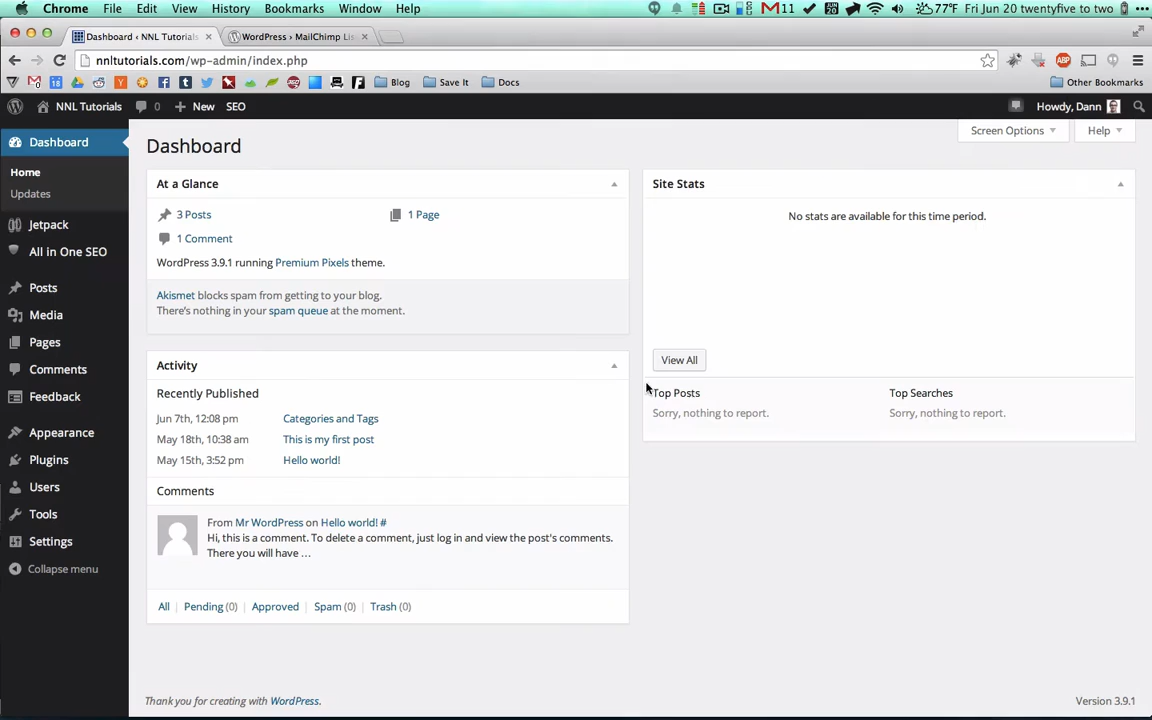 Chrome File Edit View History Bookmarks Window Help 11 JUN 20 77°F Fri Jun 20 twentyfive to two
Dashboard ‹ NNL Tutorials × WordPress › MailChimp Lis ×
nnltutorials.com/wp-admin/index.php ABP
Blog Save It Docs Other Bookmarks
NNL Tutorials 0 + New SEO Howdy, Dann
Dashboard
Home
Updates
Jetpack
All in One SEO
Posts
Media
Pages
Comments
Feedback
Appearance
Plugins
Users
Tools
Settings
Collapse menu
Screen Options Help
Dashboard
At a Glance
3 Posts 1 Page
1 Comment
WordPress 3.9.1 running Premium Pixels theme.
Akismet blocks spam from getting to your blog.
There's nothing in your spam queue at the moment.
Activity
Recently Published
Jun 7th, 12:08 pm Categories and Tags
May 18th, 10:38 am This is my first post
May 15th, 3:52 pm Hello world!
Comments
From Mr WordPress on Hello world! #
Hi, this is a comment. To delete a comment, just log in and view the post's comments.
There you will have …
All | Pending (0) | Approved | Spam (0) | Trash (0)
Site Stats
No stats are available for this time period.
View All
Top Posts Top Searches
Sorry, nothing to report. Sorry, nothing to report.
Thank you for creating with WordPress. Version 3.9.1